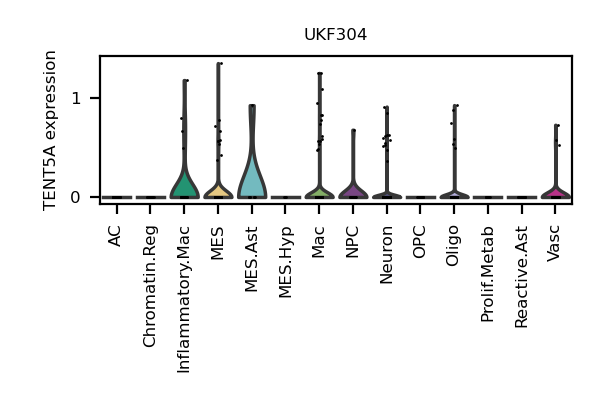 UKF304
TENT5A expression
1
0
AC
Chromatin.Reg
Inflammatory.Mac
MES
MES.Ast
MES.Hyp
Mac
NPC
Neuron
OPC
Oligo
Prolif.Metab
Reactive.Ast
Vasc